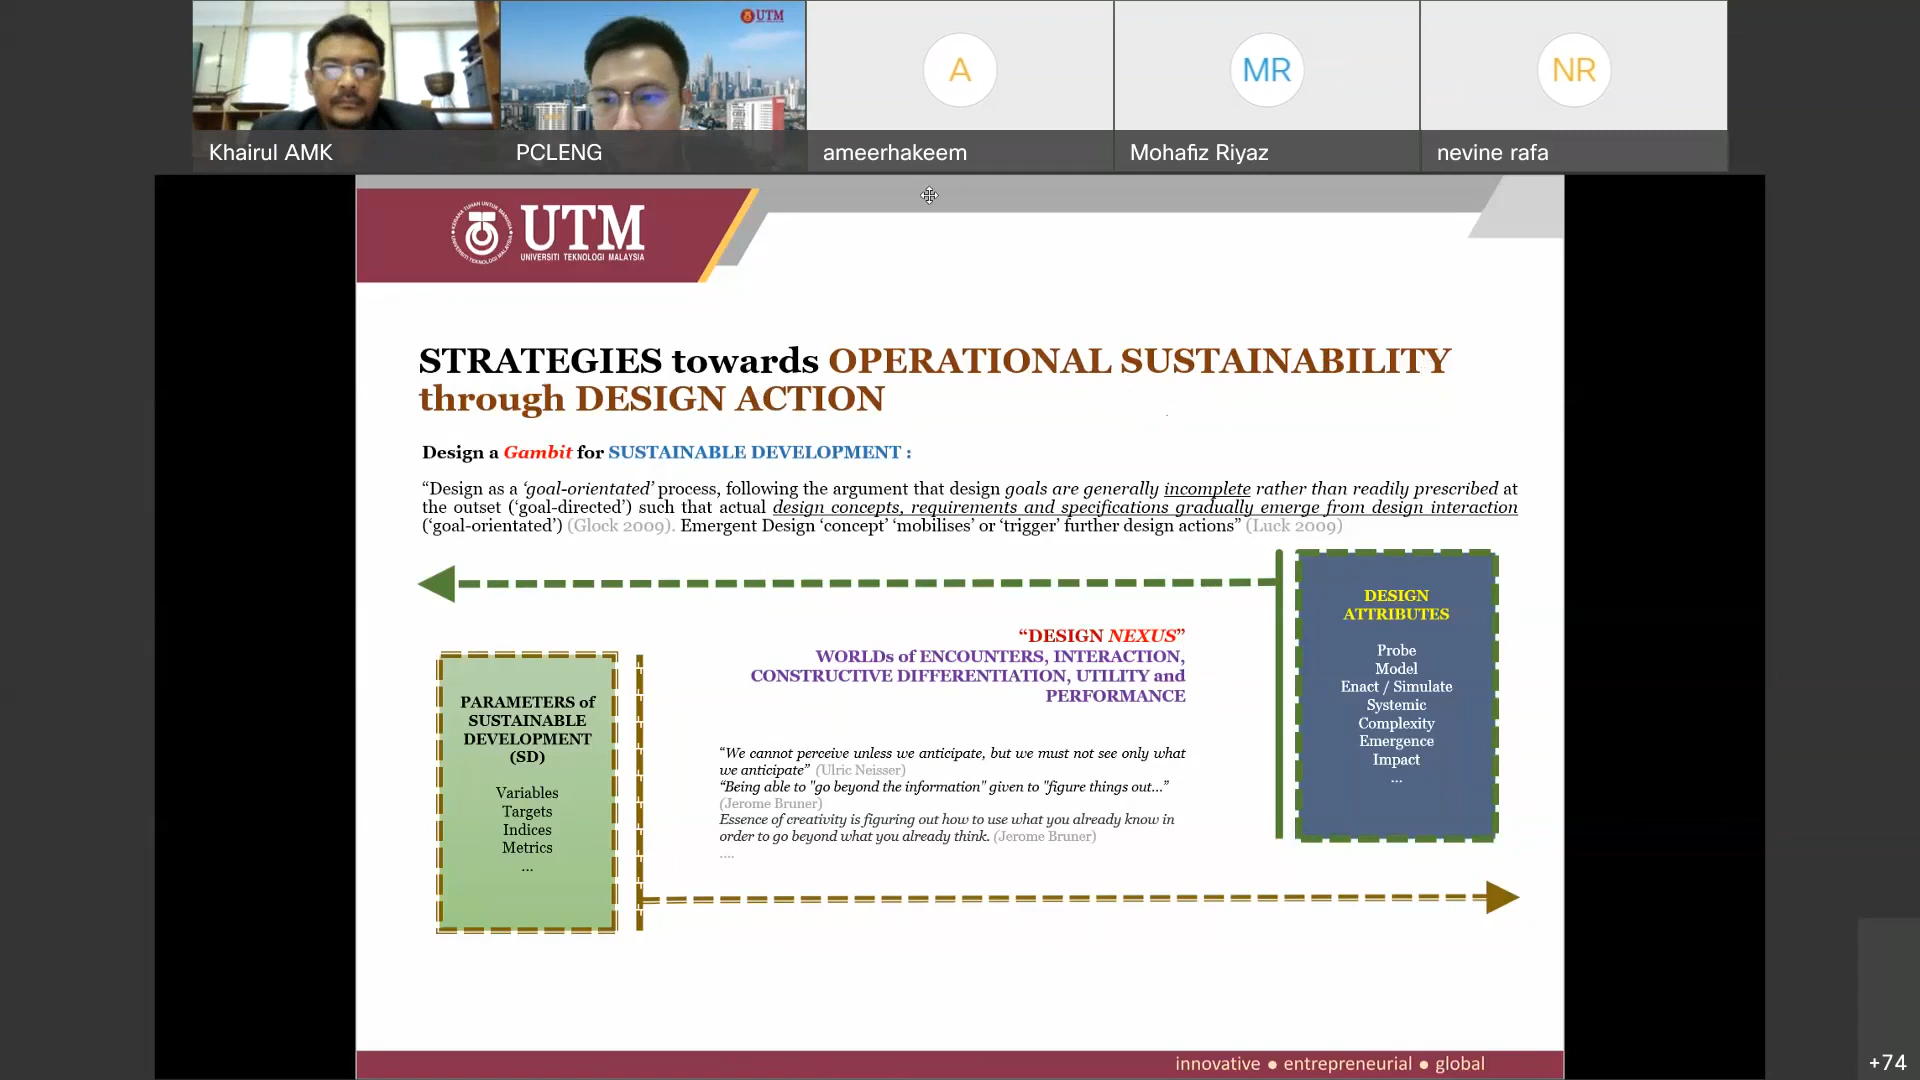 UTM
A
MR
NR
Khairul AMK
PCLENG
ameerhakeem
Mohafiz Riyaz
nevine rafa
UTM
UNIVERSITI TEKNOLOGI MALAYSIA
STRATEGIES towards OPERATIONAL SUSTAINABILITY
through DESIGN ACTION
Design a Gambit for SUSTAINABLE DEVELOPMENT :
“Design as a ‘goal-orientated’ process, following the argument that design goals are generally incomplete rather than readily prescribed at
the outset (‘goal-directed’) such that actual design concepts, requirements and specifications gradually emerge from design interaction
(‘goal-orientated’) (Glock 2009). Emergent Design ‘concept’ ‘mobilises’ or ‘trigger’ further design actions” (Luck 2009)
“DESIGN NEXUS”
WORLDs of ENCOUNTERS, INTERACTION,
CONSTRUCTIVE DIFFERENTIATION, UTILITY and
PERFORMANCE
“We cannot perceive unless we anticipate, but we must not see only what
we anticipate” (Ulric Neisser)
“Being able to "go beyond the information" given to "figure things out...”
(Jerome Bruner)
Essence of creativity is figuring out how to use what you already know in
order to go beyond what you already think. (Jerome Bruner)
....
PARAMETERS of
SUSTAINABLE
DEVELOPMENT
(SD)
Variables
Targets
Indices
Metrics
...
DESIGN
ATTRIBUTES
Probe
Model
Enact / Simulate
Systemic
Complexity
Emergence
Impact
...
innovative ● entrepreneurial ● global
+74